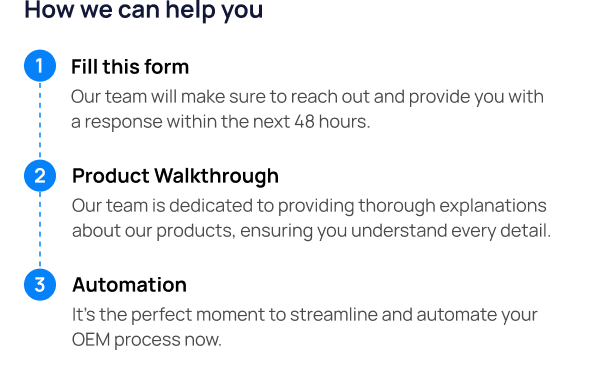 How we can help you
1
Fill this form
Our team will make sure to reach out and provide you with
a response within the next 48 hours.
2
Product Walkthrough
Our team is dedicated to providing thorough explanations
about our products, ensuring you understand every detail.
3
Automation
It's the perfect moment to streamline and automate your
OEM process now.